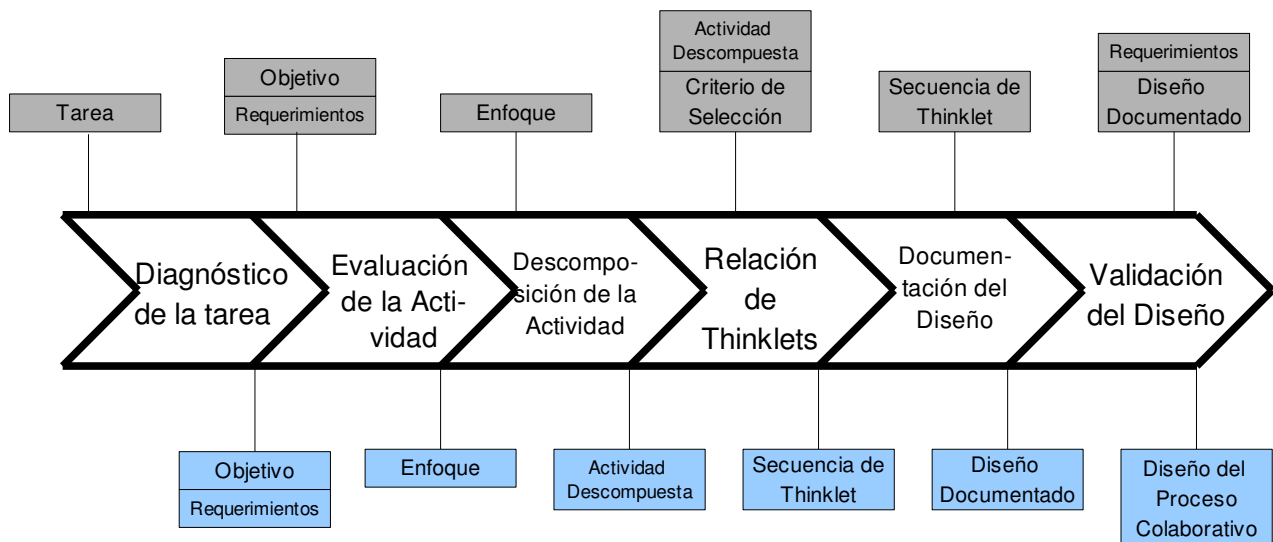 Tarea
Objetivo
Requerimientos
Enfoque
Actividad
Descompuesta
Criterio de
Selección
Secuencia de
Thinklet
Requerimientos
Diseño
Documentado
Diagnóstico
de la tarea
Evaluación
de la Acti-
vidad
Descompo-
sición de la
Actividad
Relación
de
Thinklets
Documen-
tación del
Diseño
Validación
del Diseño
Objetivo
Requerimientos
Enfoque
Actividad
Descompuesta
Secuencia de
Thinklet
Diseño
Documentado
Diseño del
Proceso
Colaborativo